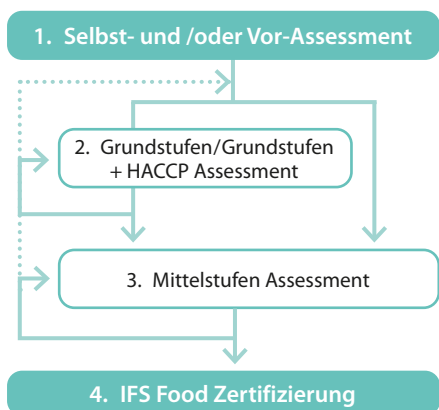 1. Selbst- und /oder Vor-Assessment
2. Grundstufen/Grundstufen
+ HACCP Assessment
3. Mittelstufen Assessment
4. IFS Food Zertifizierung